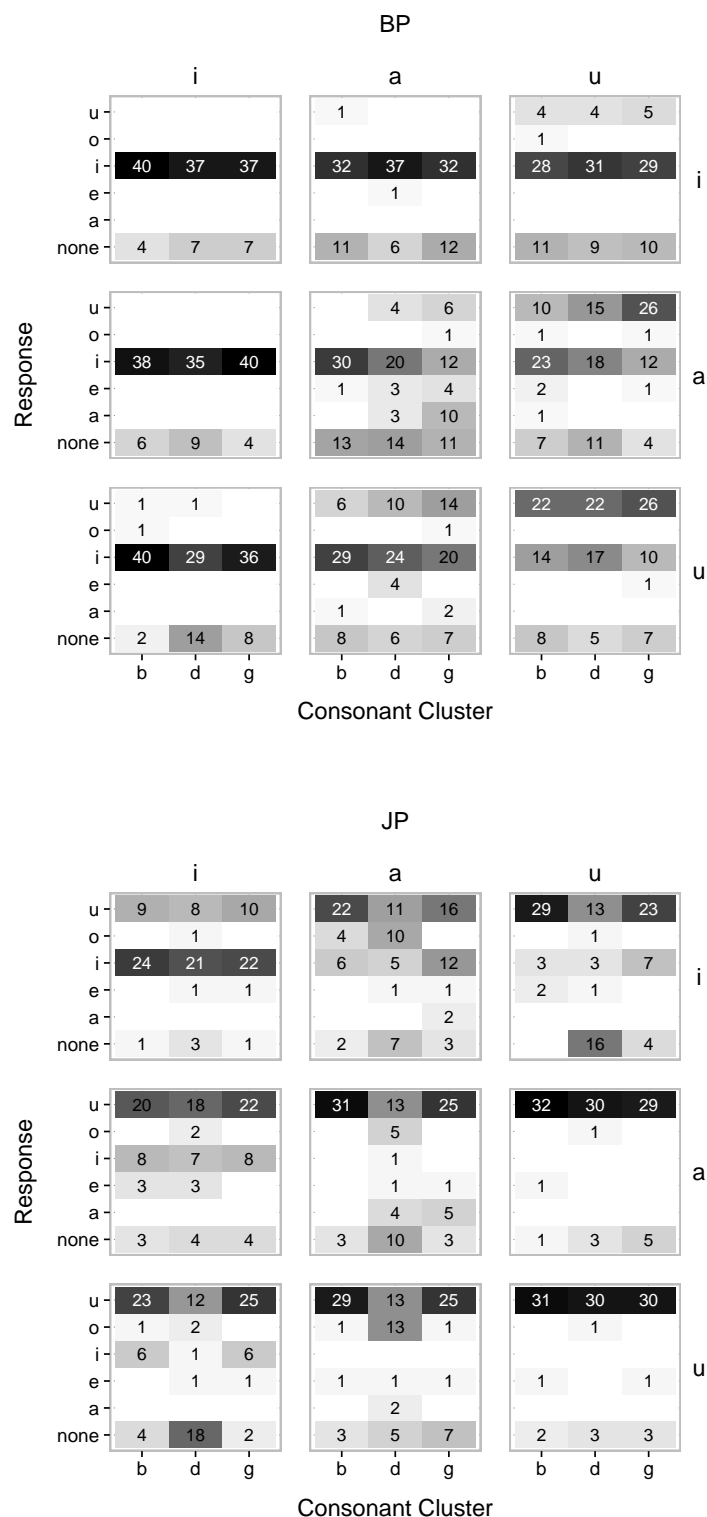 BP
i a u
u 1 4 4 5
o 1
i 40 37 37 32 37 32 28 31 29 i
e 1
a
none 4 7 7 11 6 12 11 9 10
u 4 6 10 15 26
o 1 1 1
i 38 35 40 30 20 12 23 18 12
e 1 3 4 2 1 a
a 3 10 1
none 6 9 4 13 14 11 7 11 4
Response
u 1 1 6 10 14 22 22 26
o 1 1
i 40 29 36 29 24 20 14 17 10
e 4 1 u
a 1 2
none 2 14 8 8 6 7 8 5 7
b d g b d g b d g
Consonant Cluster
JP
i a u
u 9 8 10 22 11 16 29 13 23
o 1 4 10 1
i 24 21 22 6 5 12 3 3 7 i
e 1 1 1 1 2 1
a 2
none 1 3 1 2 7 3 16 4
u 20 18 22 31 13 25 32 30 29
o 2 5 1
i 8 7 8 1
e 3 3 1 1 1 a
a 4 5
none 3 4 4 3 10 3 1 3 5
Response
u 23 12 25 29 13 25 31 30 30
o 1 2 1 13 1 1
i 6 1 6
e 1 1 1 1 1 1 1 u
a 2
none 4 18 2 3 5 7 2 3 3
b d g b d g b d g
Consonant Cluster